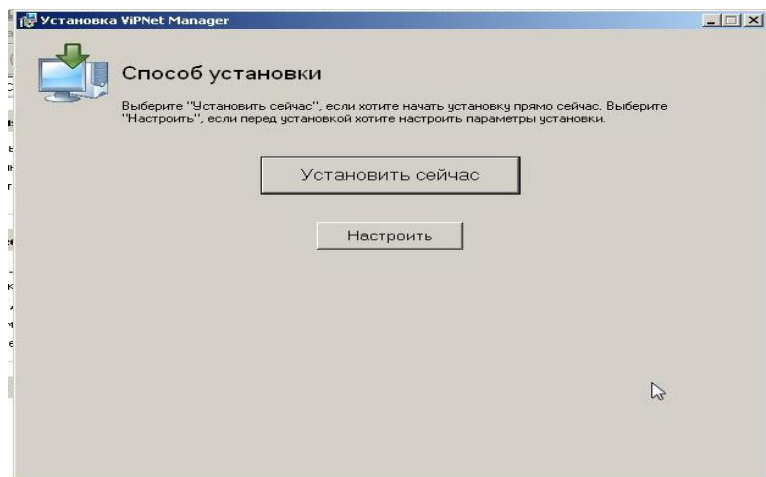 Установка ViPNet Manager
Способ установки
Выберите "Установить сейчас", если хотите начать установку прямо сейчас. Выберите
"Настроить", если перед установкой хотите настроить параметры установки.
Установить сейчас
Настроить